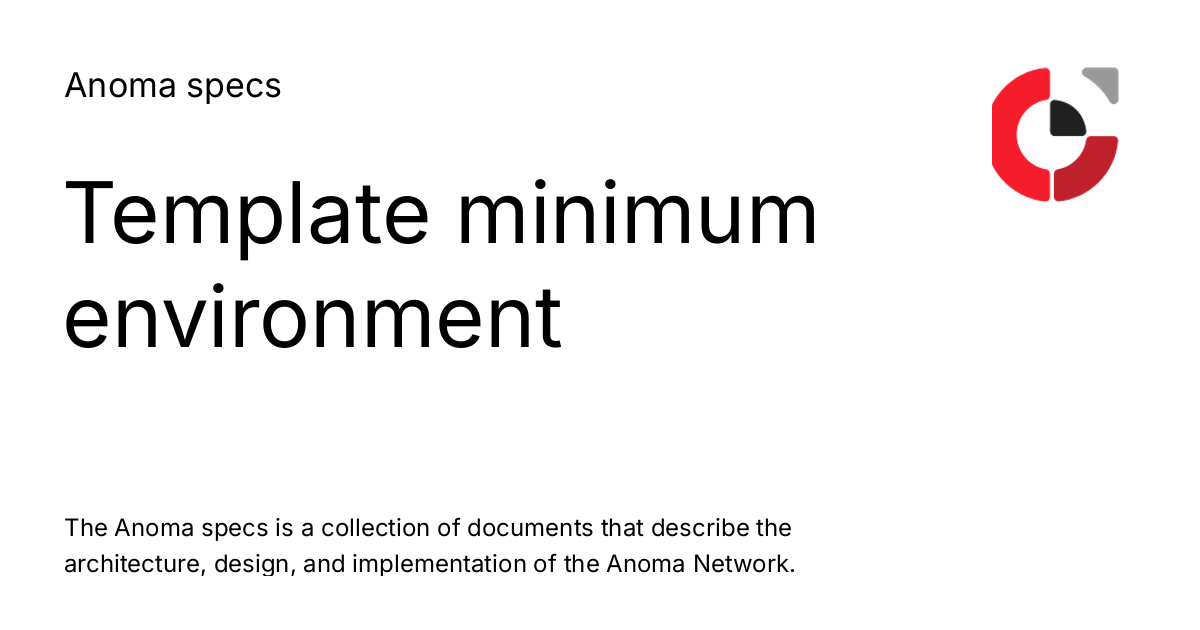 Anoma specs
Template minimum
environment
The Anoma specs is a collection of documents that describe the
architecture, design, and implementation of the Anoma Network.